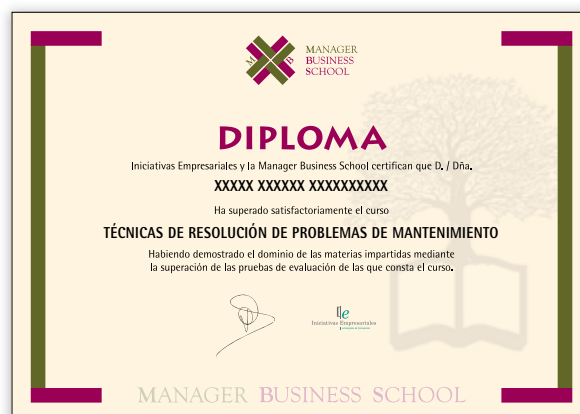 M B S
MANAGER
BUSINESS
SCHOOL
DIPLOMA
Iniciativas Empresariales y la Manager Business School certifican que D. / Dña.
XXXXX XXXXXX XXXXXXXXXX
Ha superado satisfactoriamente el curso
TÉCNICAS DE RESOLUCIÓN DE PROBLEMAS DE MANTENIMIENTO
Habiendo demostrado el dominio de las materias impartidas mediante
la superación de las pruebas de evaluación de las que consta el curso.
Iniciativas Empresariales
MANAGER BUSINESS SCHOOL